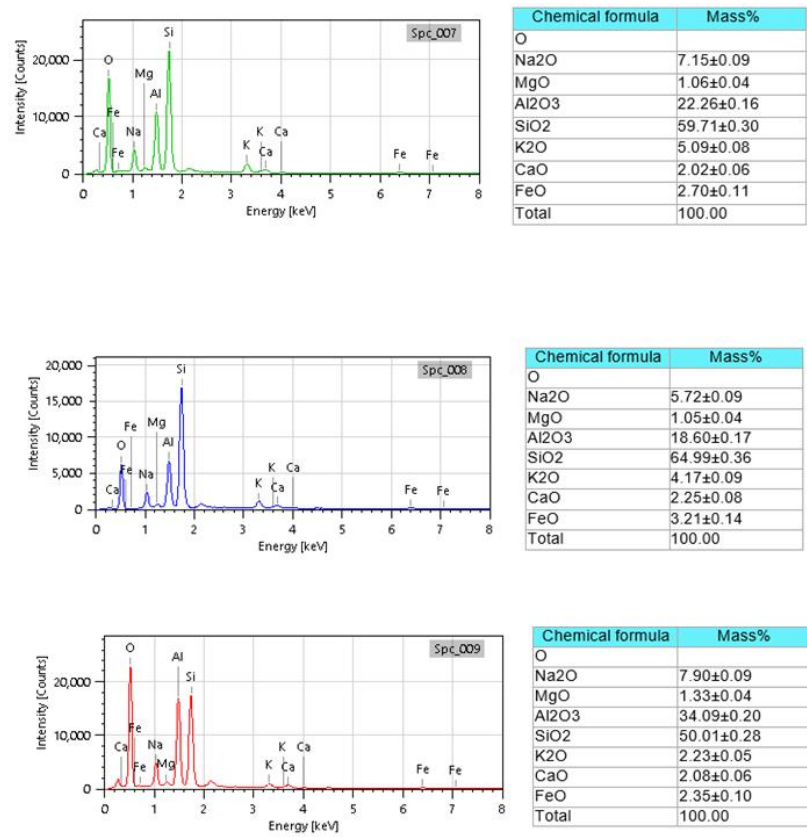 Spc_007
Intensity [Counts]
20,000
10,000
0
Ca O Fe Fe Na Mg Al Si K K Ca Ca Fe Fe
0 1 2 3 4 5 6 7 8
Energy [keV]
Chemical formula Mass%
O
Na2O 7.15±0.09
MgO 1.06±0.04
Al2O3 22.26±0.16
SiO2 59.71±0.30
K2O 5.09±0.08
CaO 2.02±0.06
FeO 2.70±0.11
Total 100.00
Spc_008
Intensity [Counts]
20,000
15,000
10,000
5,000
0
Ca O Fe Fe Na Mg Al Si K K Ca Ca Fe Fe
0 1 2 3 4 5 6 7 8
Energy [keV]
Chemical formula Mass%
O
Na2O 5.72±0.09
MgO 1.05±0.04
Al2O3 18.60±0.17
SiO2 64.99±0.36
K2O 4.17±0.09
CaO 2.25±0.08
FeO 3.21±0.14
Total 100.00
Spc_009
Intensity [Counts]
20,000
10,000
0
Ca O Fe Fe Na Mg Al Si K K Ca Ca Fe Fe
0 1 2 3 4 5 6 7 8
Energy [keV]
Chemical formula Mass%
O
Na2O 7.90±0.09
MgO 1.33±0.04
Al2O3 34.09±0.20
SiO2 50.01±0.28
K2O 2.23±0.05
CaO 2.08±0.06
FeO 2.35±0.10
Total 100.00